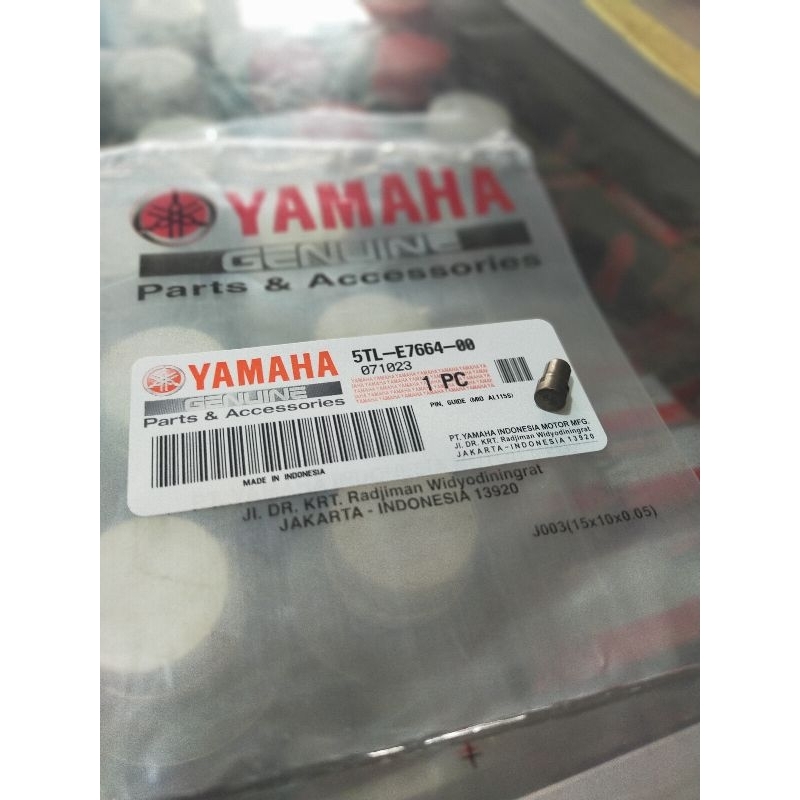 YAMAHA
GENUINE
Parts & Accessories
YAMAHA
GENUINE
Parts & Accessories
MADE IN INDONESIA
5TL-E7664-00
071023
1 PC
PIN, GUIDE (MIO AL115S)
PT.YAMAHA INDONESIA MOTOR MFG.
JL. DR. KRT. Radjiman Widyodiningrat
JAKARTA-INDONESIA 13920
Jl. DR. KRT. Radjiman Widyodiningrat
JAKARTA - INDONESIA 13920
J003(15x10x0.05)